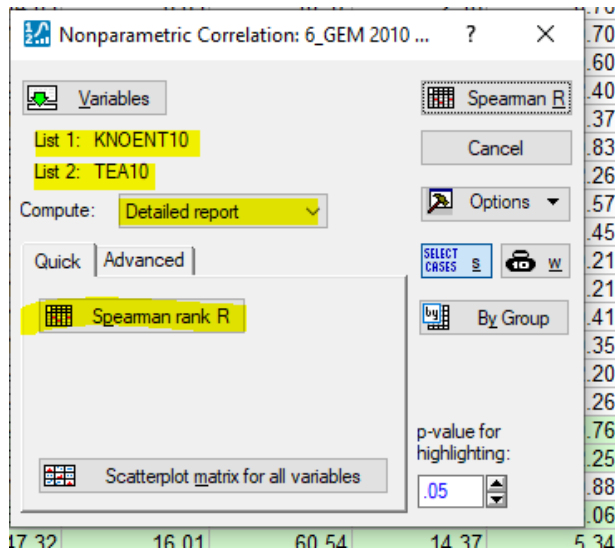 Nonparametric Correlation: 6_GEM 2010 ... ?
.70
.60
Variables
Spearman R
.40
.37
List 1: KNOENT10
Cancel
.83
List 2: TEA10
.26
Compute: Detailed report
Options
.57
.45
Quick Advanced
SELECT CASES S
W
.21
.21
Spearman rank R
By Group
.41
.35
.20
.26
p-value for
highlighting:
.76
.25
Scatterplot matrix for all variables
.05
.88
.06
47.32 16.01 60.54 14.37 5.34